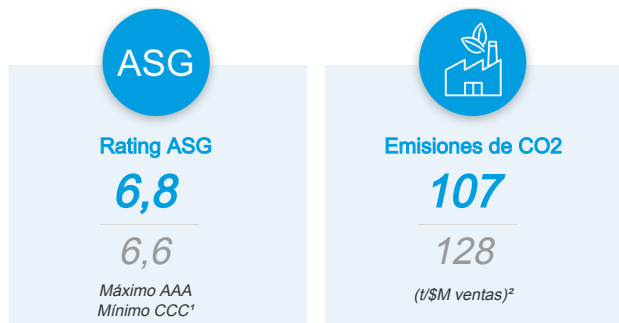 ASG
Rating ASG
6,8
6,6
Máximo AAA
Mínimo CCC¹
Emisiones de CO2
107
128
(t/$M ventas)²